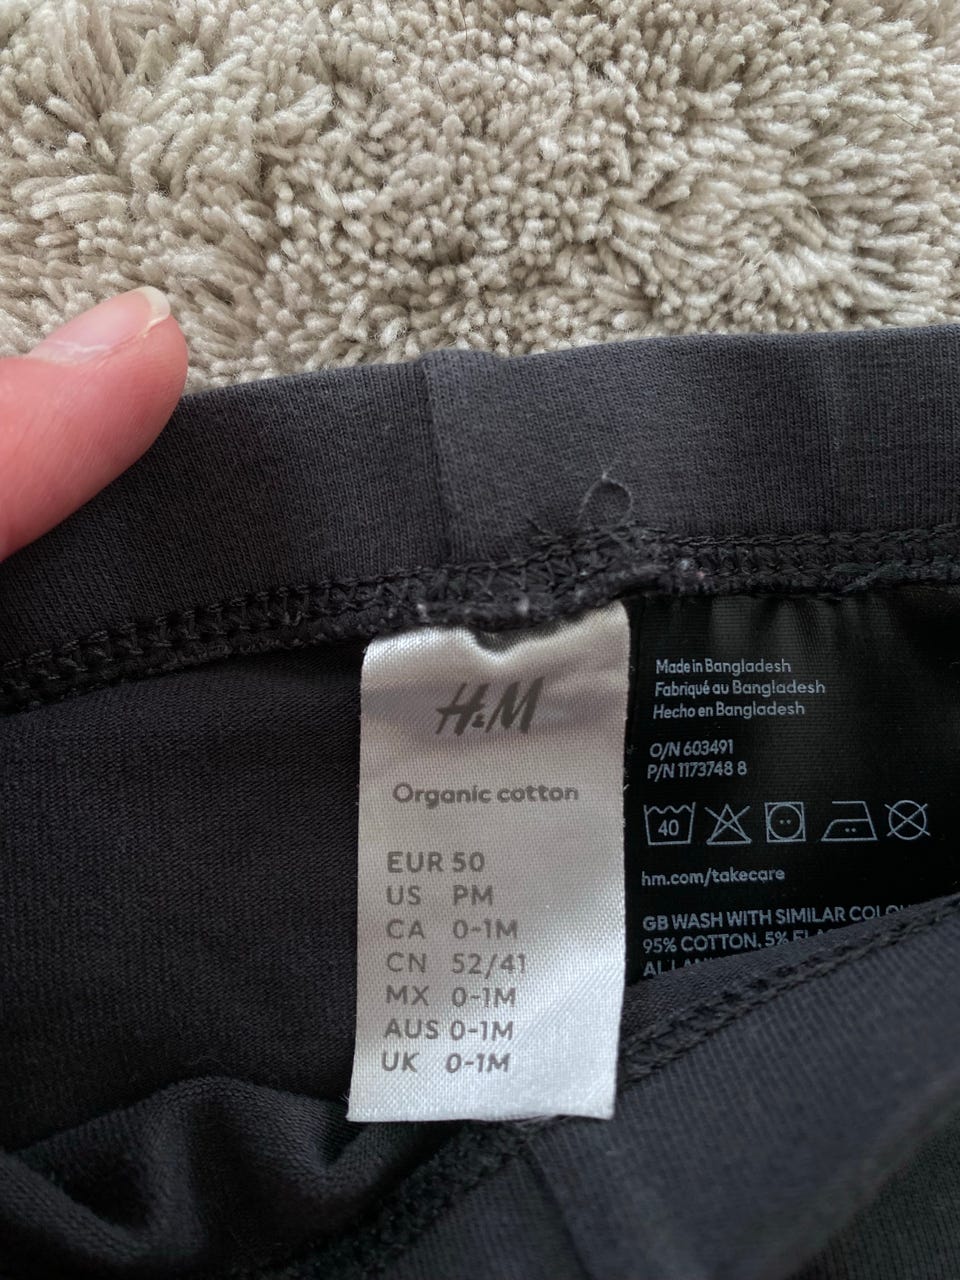 H&M
Organic cotton
EUR 50
US PM
CA 0-1M
CN 52/41
MX 0-1M
AUS 0-1M
UK 0-1M
Made in Bangladesh
Fabriqué au Bangladesh
Hecho en Bangladesh
O/N 603491
P/N 1173748 8
40
hm.com/takecare
GB WASH WITH SIMILAR
95% COTTON, 5%